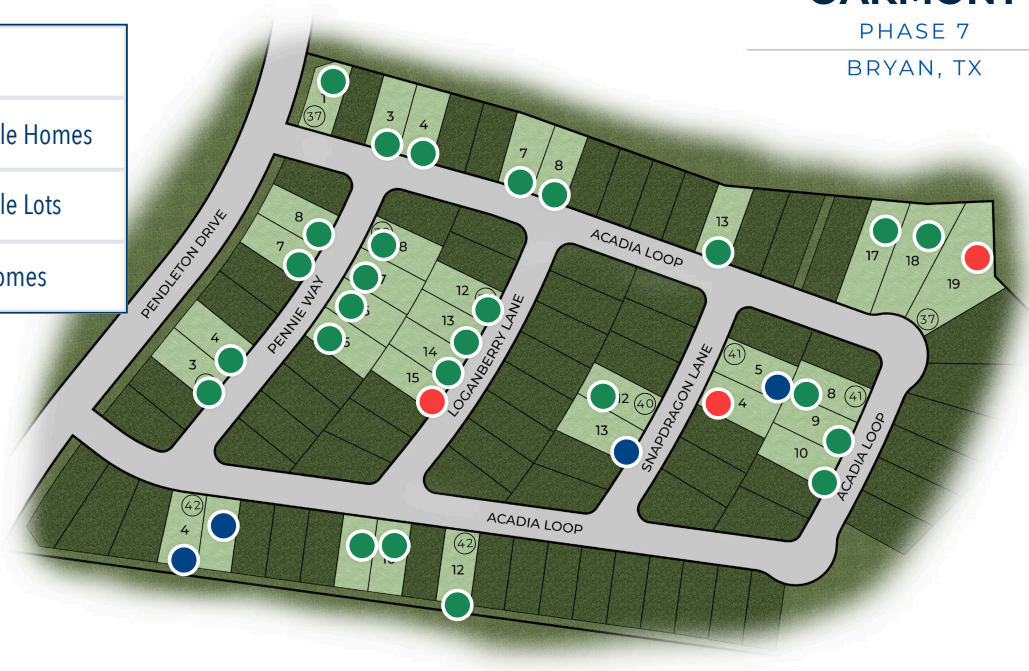 OAKMONT
PHASE 7
BRYAN, TX
le Homes
le Lots
omes
PENDLETON DRIVE
PENNIE WAY
LOGANBERRY LANE
SNAPDRAGON LANE
ACADIA LOOP
ACADIA LOOP
ACADIA LOOP
1
37
3
4
7
8
13
17
18
19
37
8
7
4
3
8
7
6
5
12
13
14
15
12
40
13
41
5
4
8
41
9
10
42
4
10
42
12